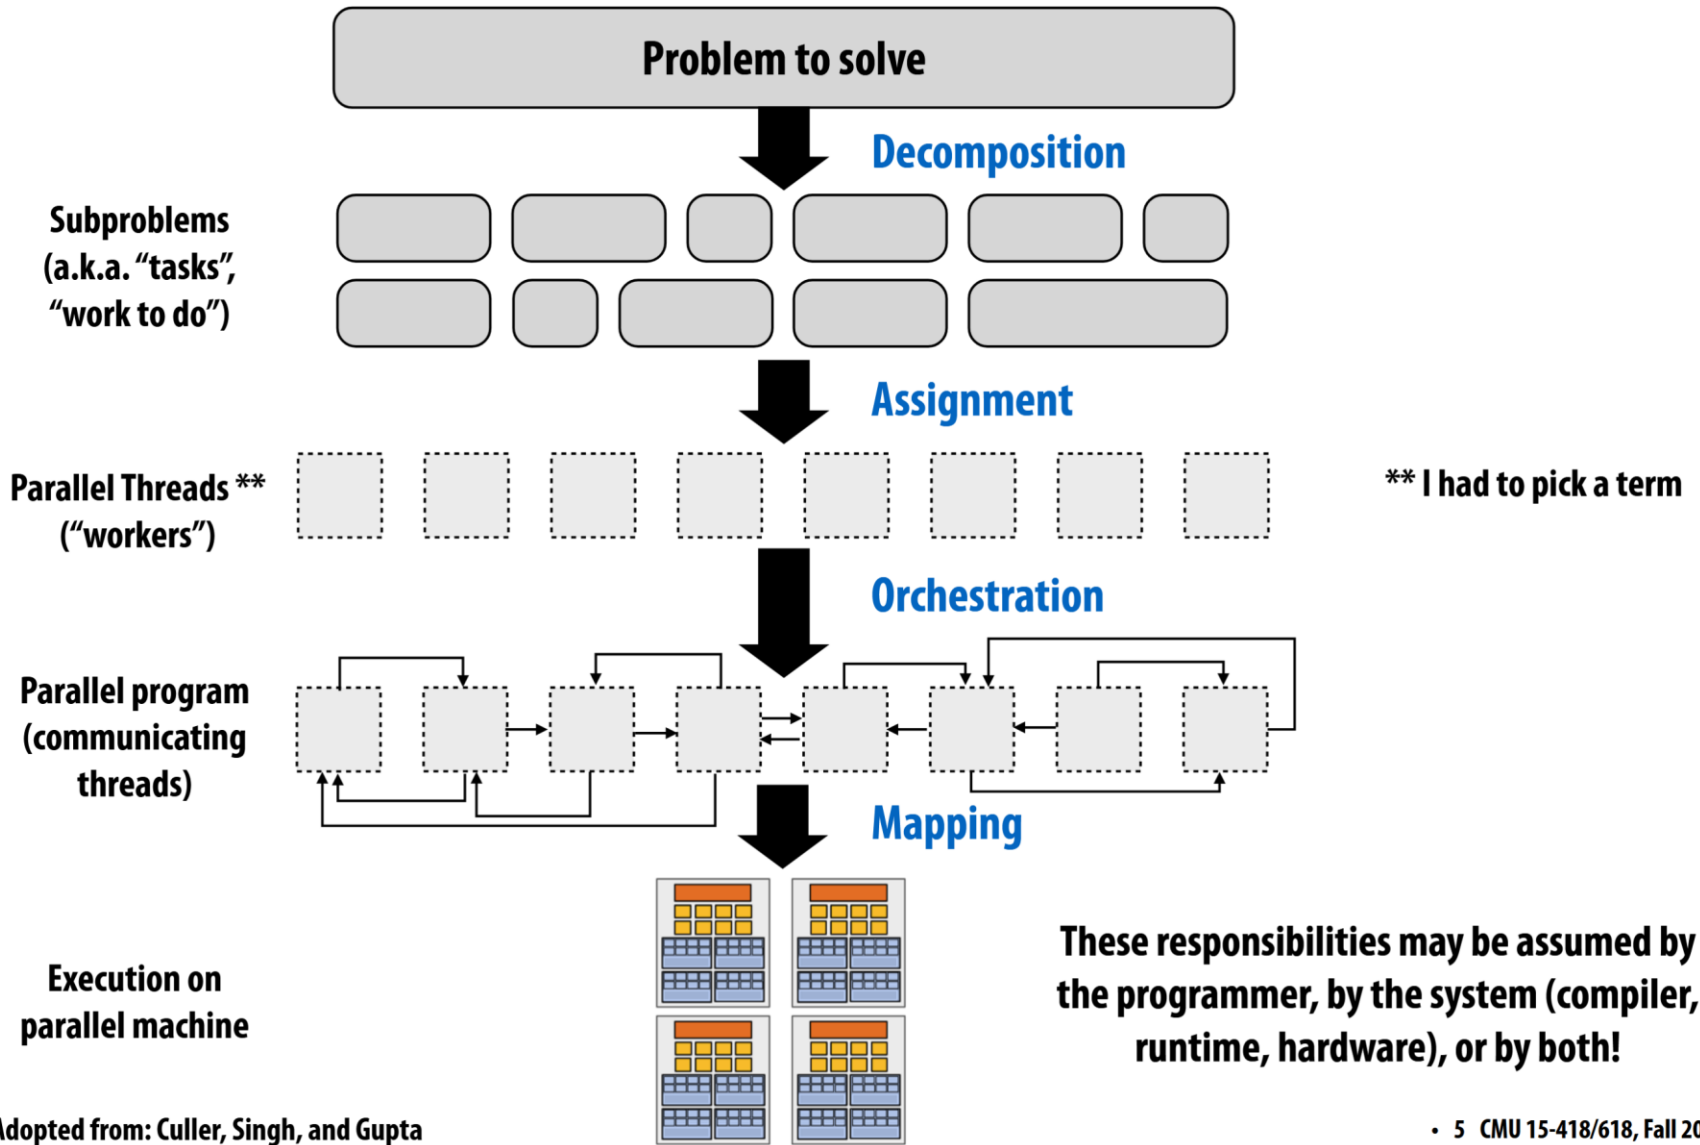 Problem to solve
Decomposition
Subproblems
(a.k.a. “tasks”,
“work to do”)
Assignment
Parallel Threads **
(“workers”)
** I had to pick a term
Orchestration
Parallel program
(communicating
threads)
Mapping
Execution on
parallel machine
These responsibilities may be assumed by
the programmer, by the system (compiler,
runtime, hardware), or by both!
Adopted from: Culler, Singh, and Gupta
• 5 CMU 15-418/618, Fall 20